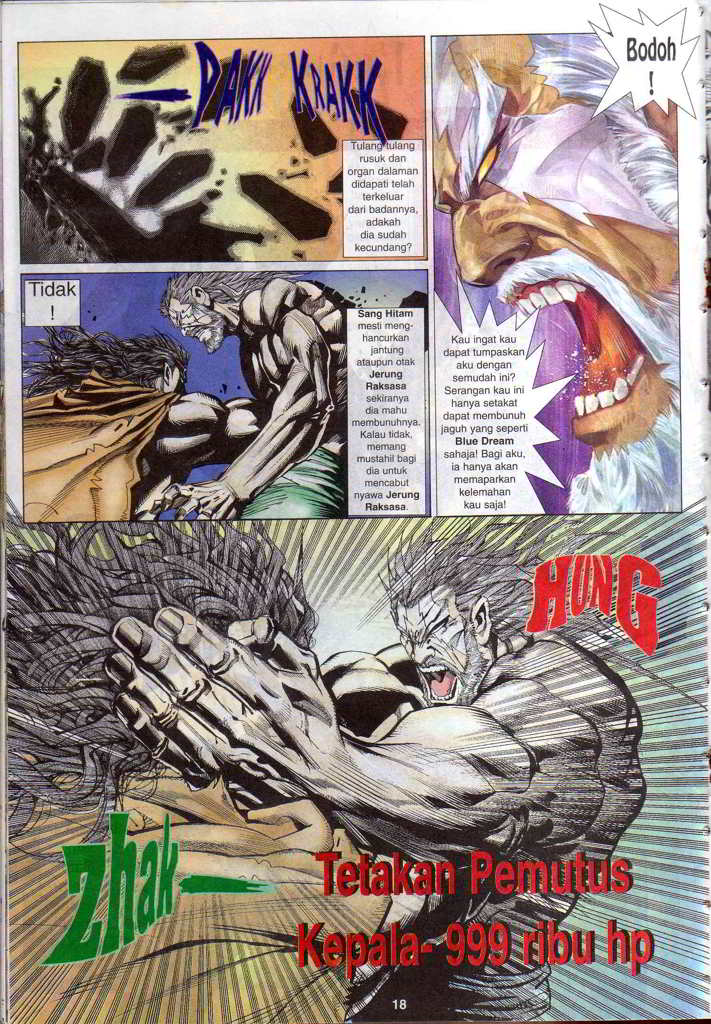 PAKK KRAKK
Tulang tulang
rusuk dan
organ dalaman
didapati telah
terkeluar
dari badannya,
adakah
dia sudah
kecundang?
Bodoh
!
Kau ingat kau
dapat tumpaskan
aku dengan
semudah ini?
Serangan kau ini
hanya setakat
dapat membunuh
jaguh yang seperti
Blue Dream
sahaja! Bagi aku,
ia hanya akan
memaparkan
kelemahan
kau saja!
Tidak
!
Sang Hitam
mesti meng-
hancurkan
jantung
ataupun otak
Jerung
Raksasa
sekiranya
dia mahu
membunuhnya.
Kalau tidak,
memang
mustahil bagi
dia untuk
mencabut
nyawa Jerung
Raksasa.
HUNG
Zhak
Tetakan Pemutus
Kepala- 999 ribu hp
18